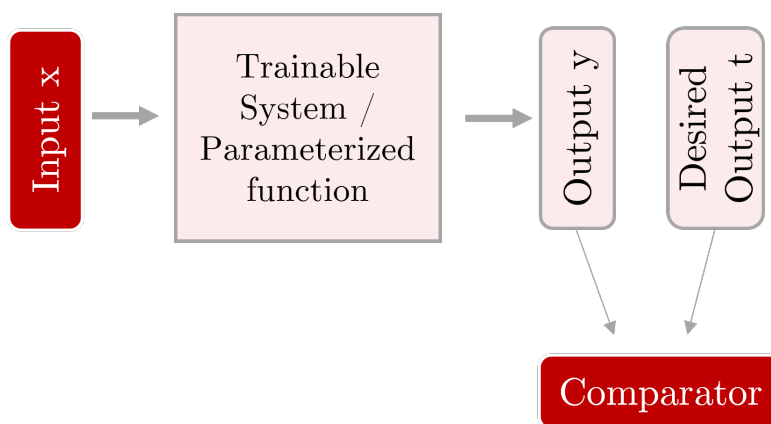 Input x
Trainable
System /
Parameterized
function
Output y
Desired
Output t
Comparator